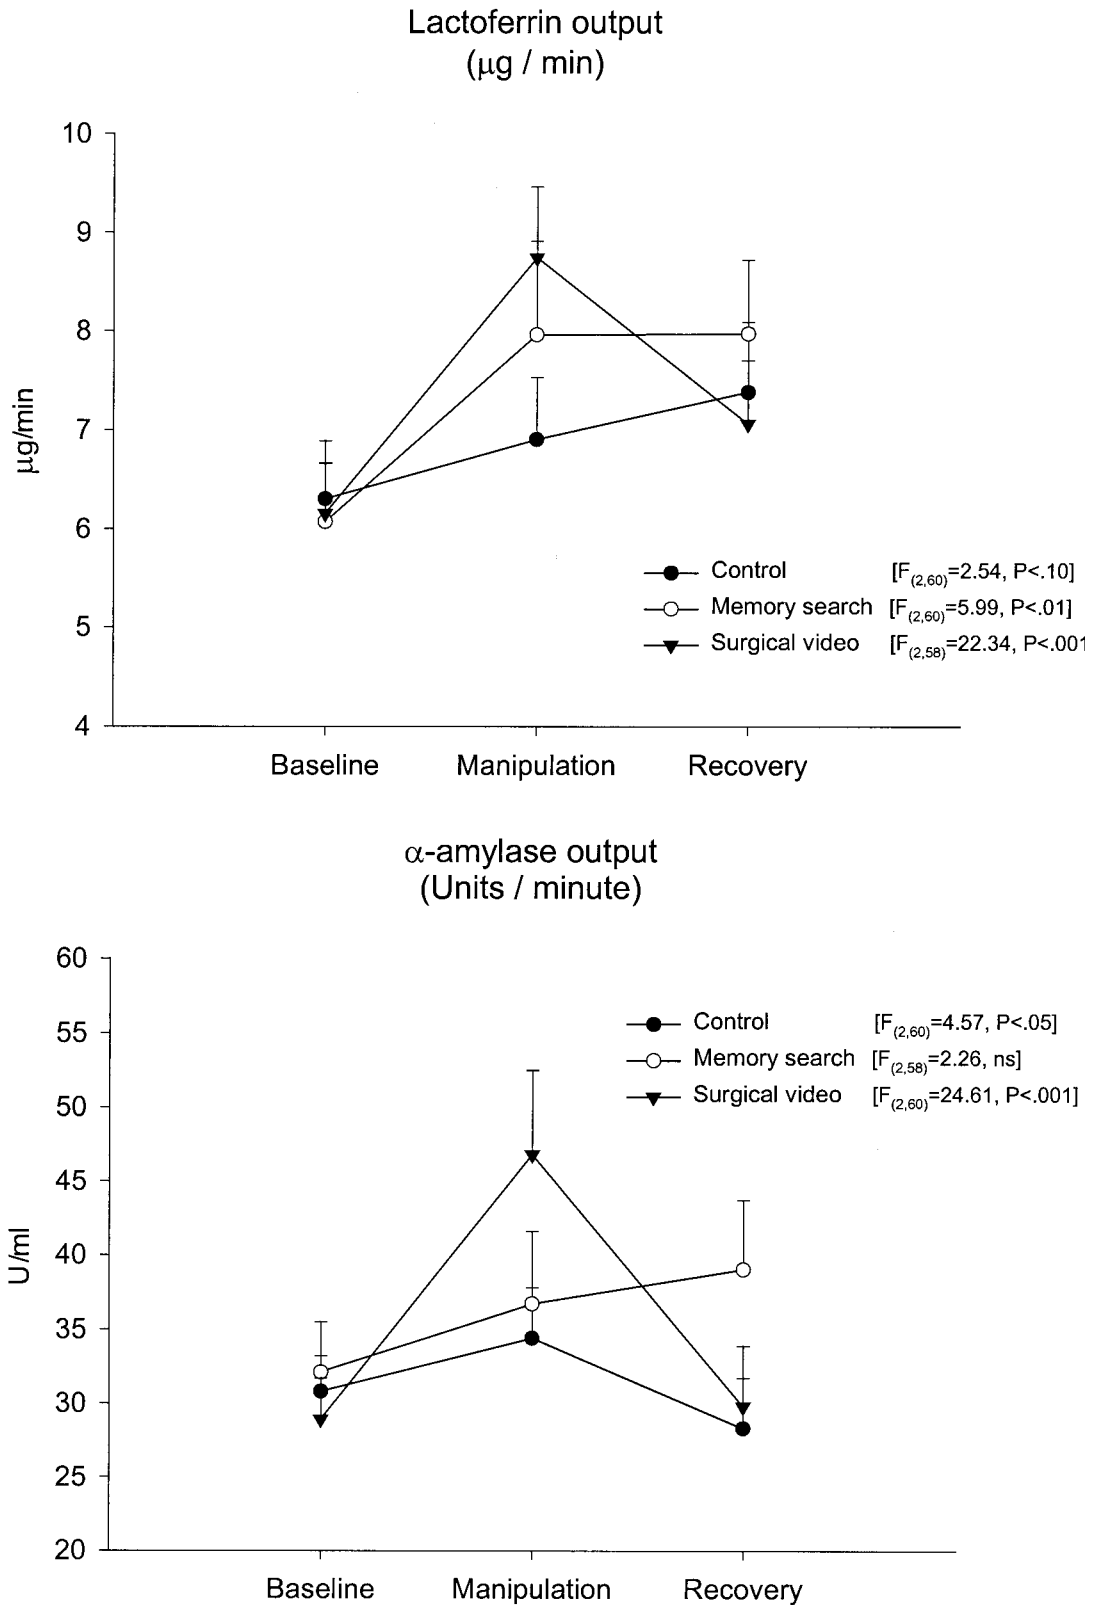 Lactoferrin output
(μg / min)
10
9
8
7
6
5
4
μg/min
Control [F(2,60)=2.54, P<.10]
Memory search [F(2,60)=5.99, P<.01]
Surgical video [F(2,58)=22.34, P<.001
Baseline Manipulation Recovery
α-amylase output
(Units / minute)
60
55
50
45
40
35
30
25
20
U/ml
Control [F(2,60)=4.57, P<.05]
Memory search [F(2,58)=2.26, ns]
Surgical video [F(2,60)=24.61, P<.001]
Baseline Manipulation Recovery